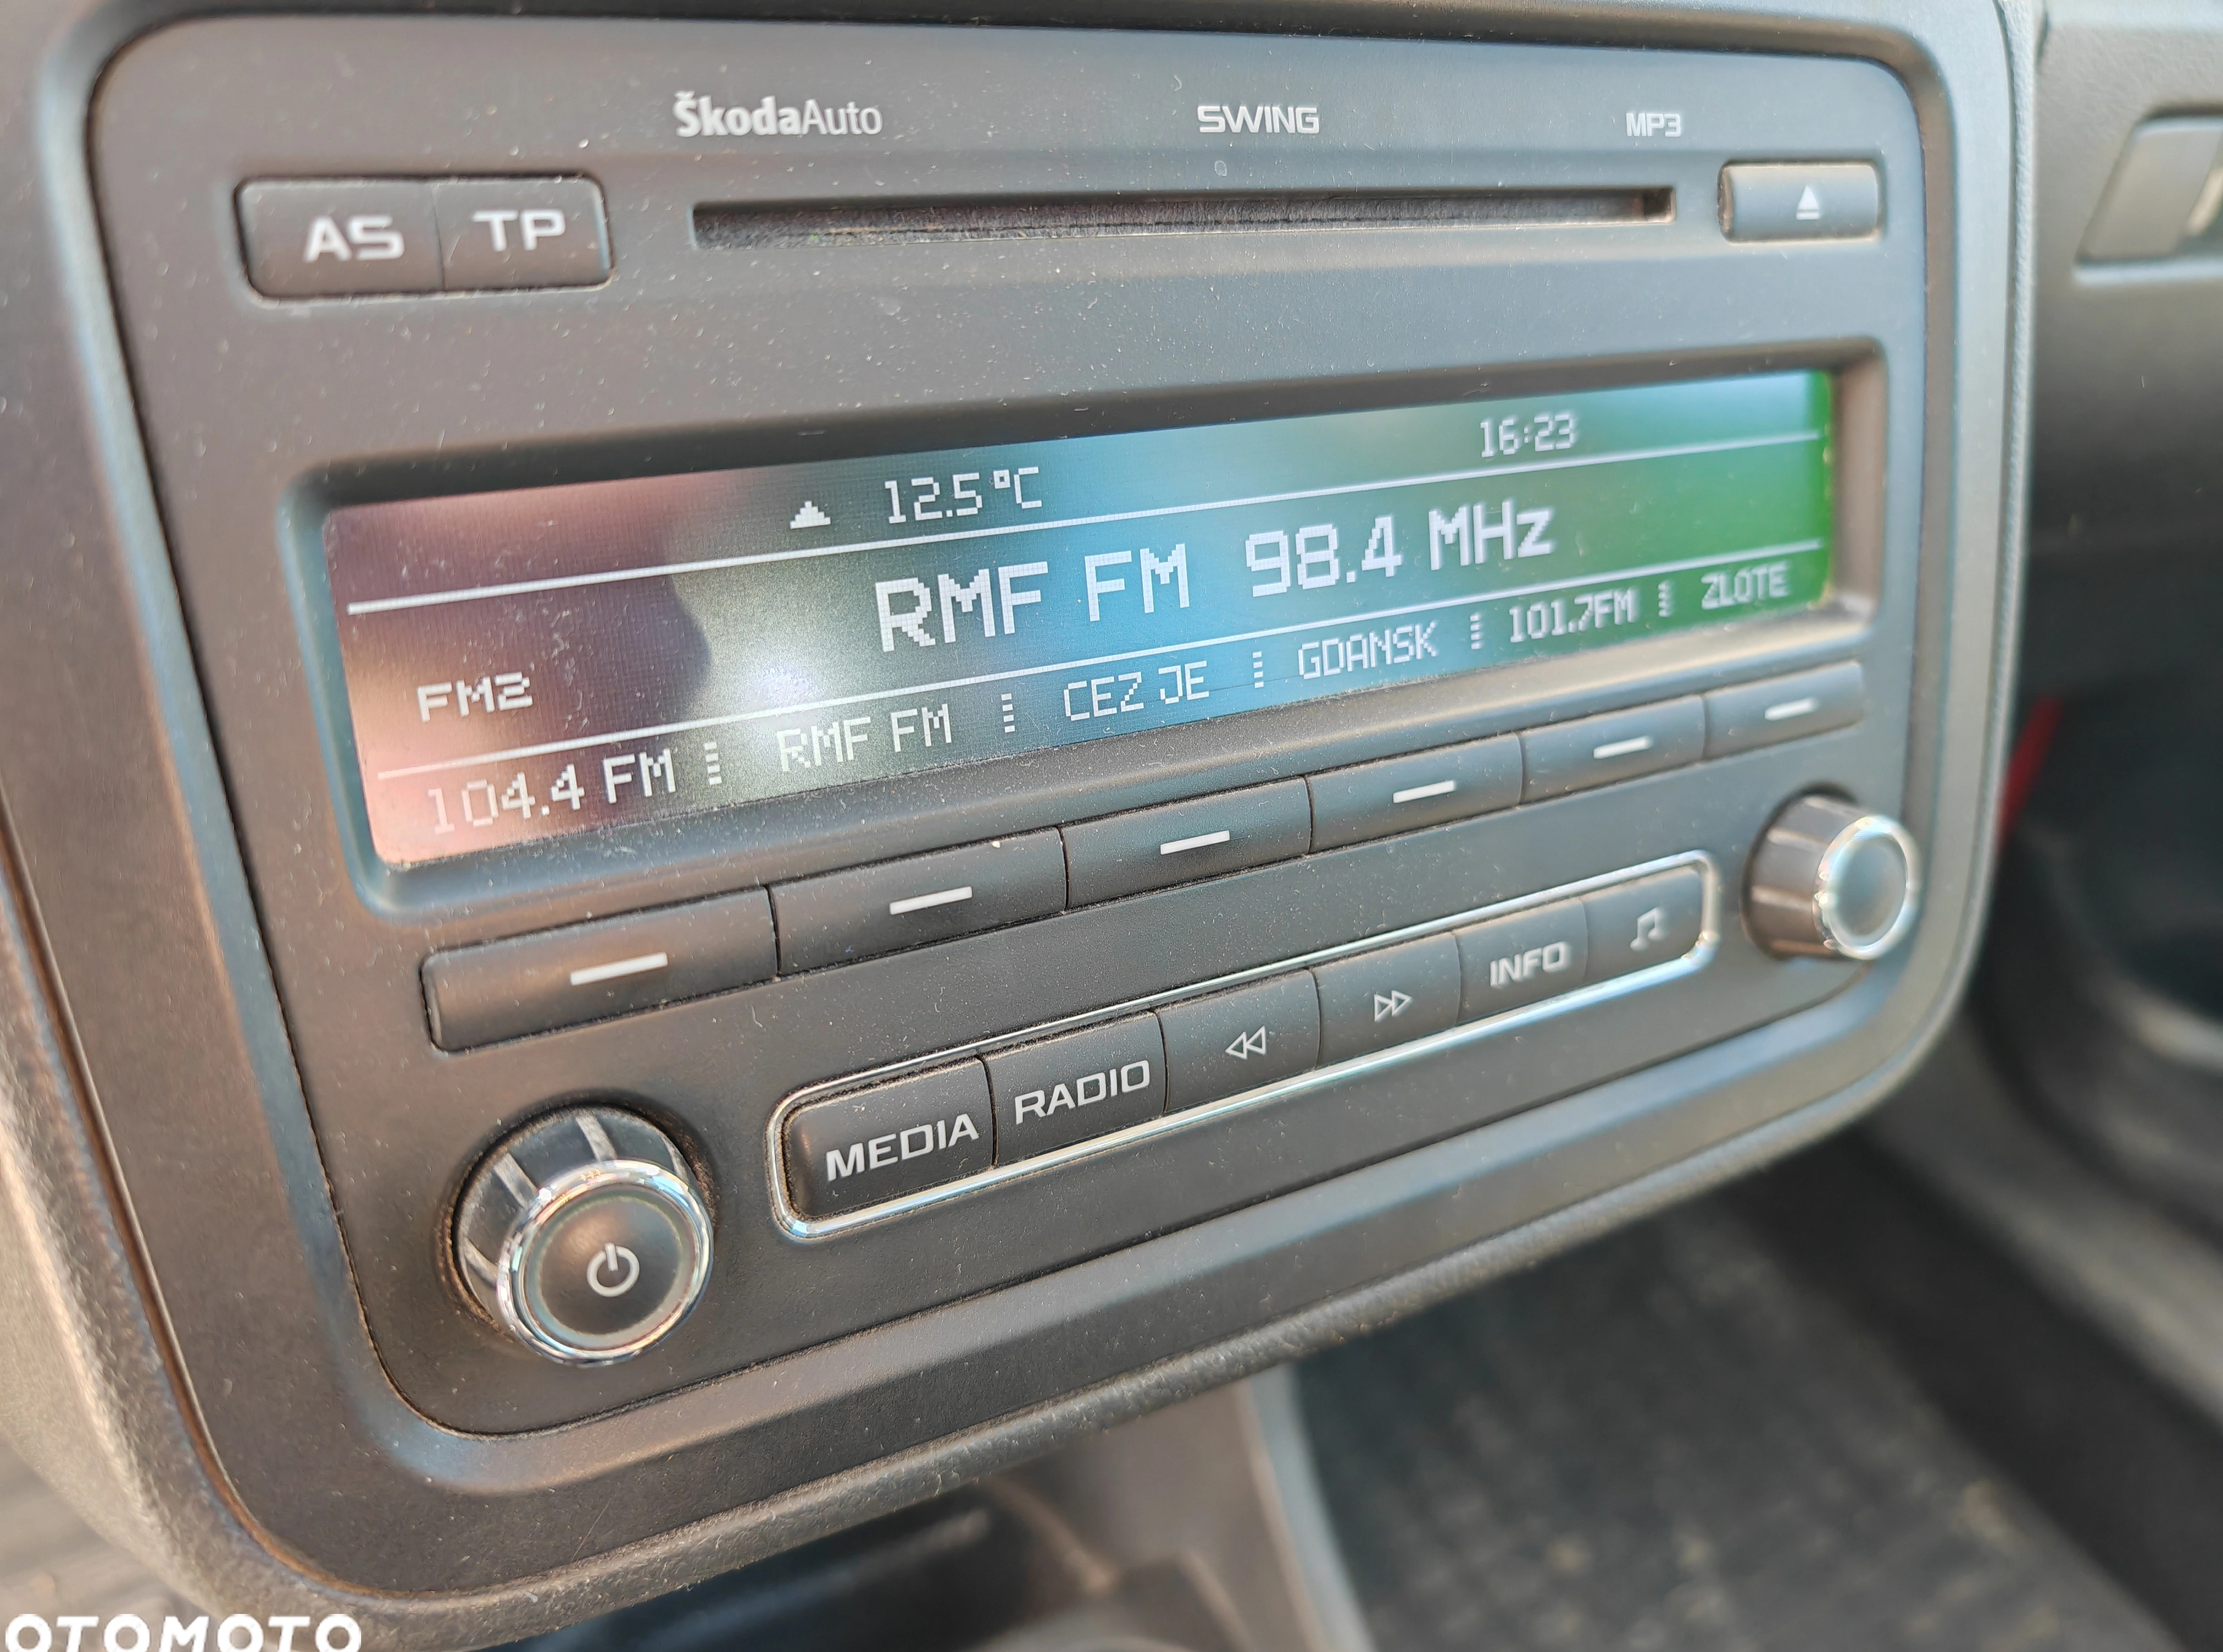 ŠkodaAuto SWING MP3
AS TP
12.5°C 16:23
RMF FM 98.4 MHz
FM2
104.4 FM RMF FM CEZ JE GDANSK 101.7FM ZLOTE
MEDIA RADIO INFO
OTOMOTO